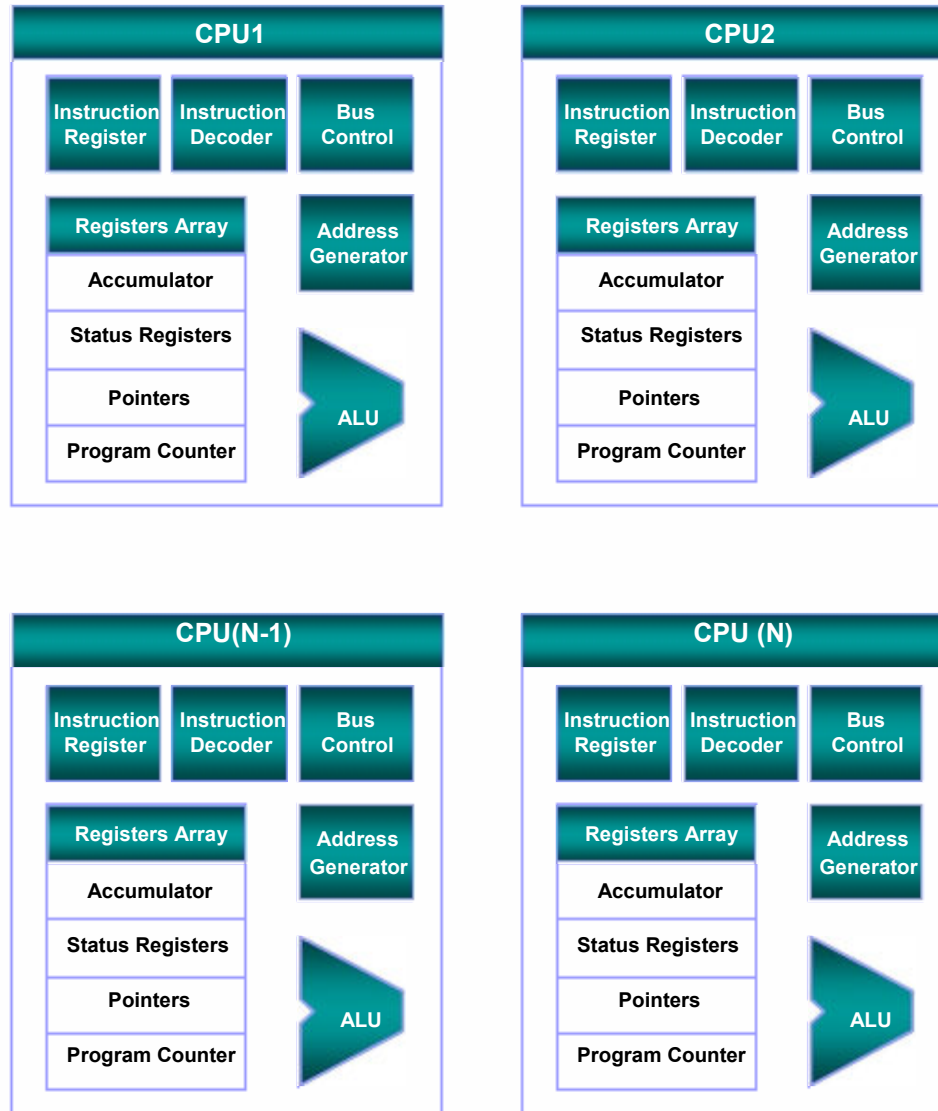 CPU1
Instruction
Register
Instruction
Decoder
Bus
Control
Registers Array
Accumulator
Status Registers
Pointers
Program Counter
Address
Generator
ALU
CPU2
Instruction
Register
Instruction
Decoder
Bus
Control
Registers Array
Accumulator
Status Registers
Pointers
Program Counter
Address
Generator
ALU
CPU(N-1)
Instruction
Register
Instruction
Decoder
Bus
Control
Registers Array
Accumulator
Status Registers
Pointers
Program Counter
Address
Generator
ALU
CPU (N)
Instruction
Register
Instruction
Decoder
Bus
Control
Registers Array
Accumulator
Status Registers
Pointers
Program Counter
Address
Generator
ALU